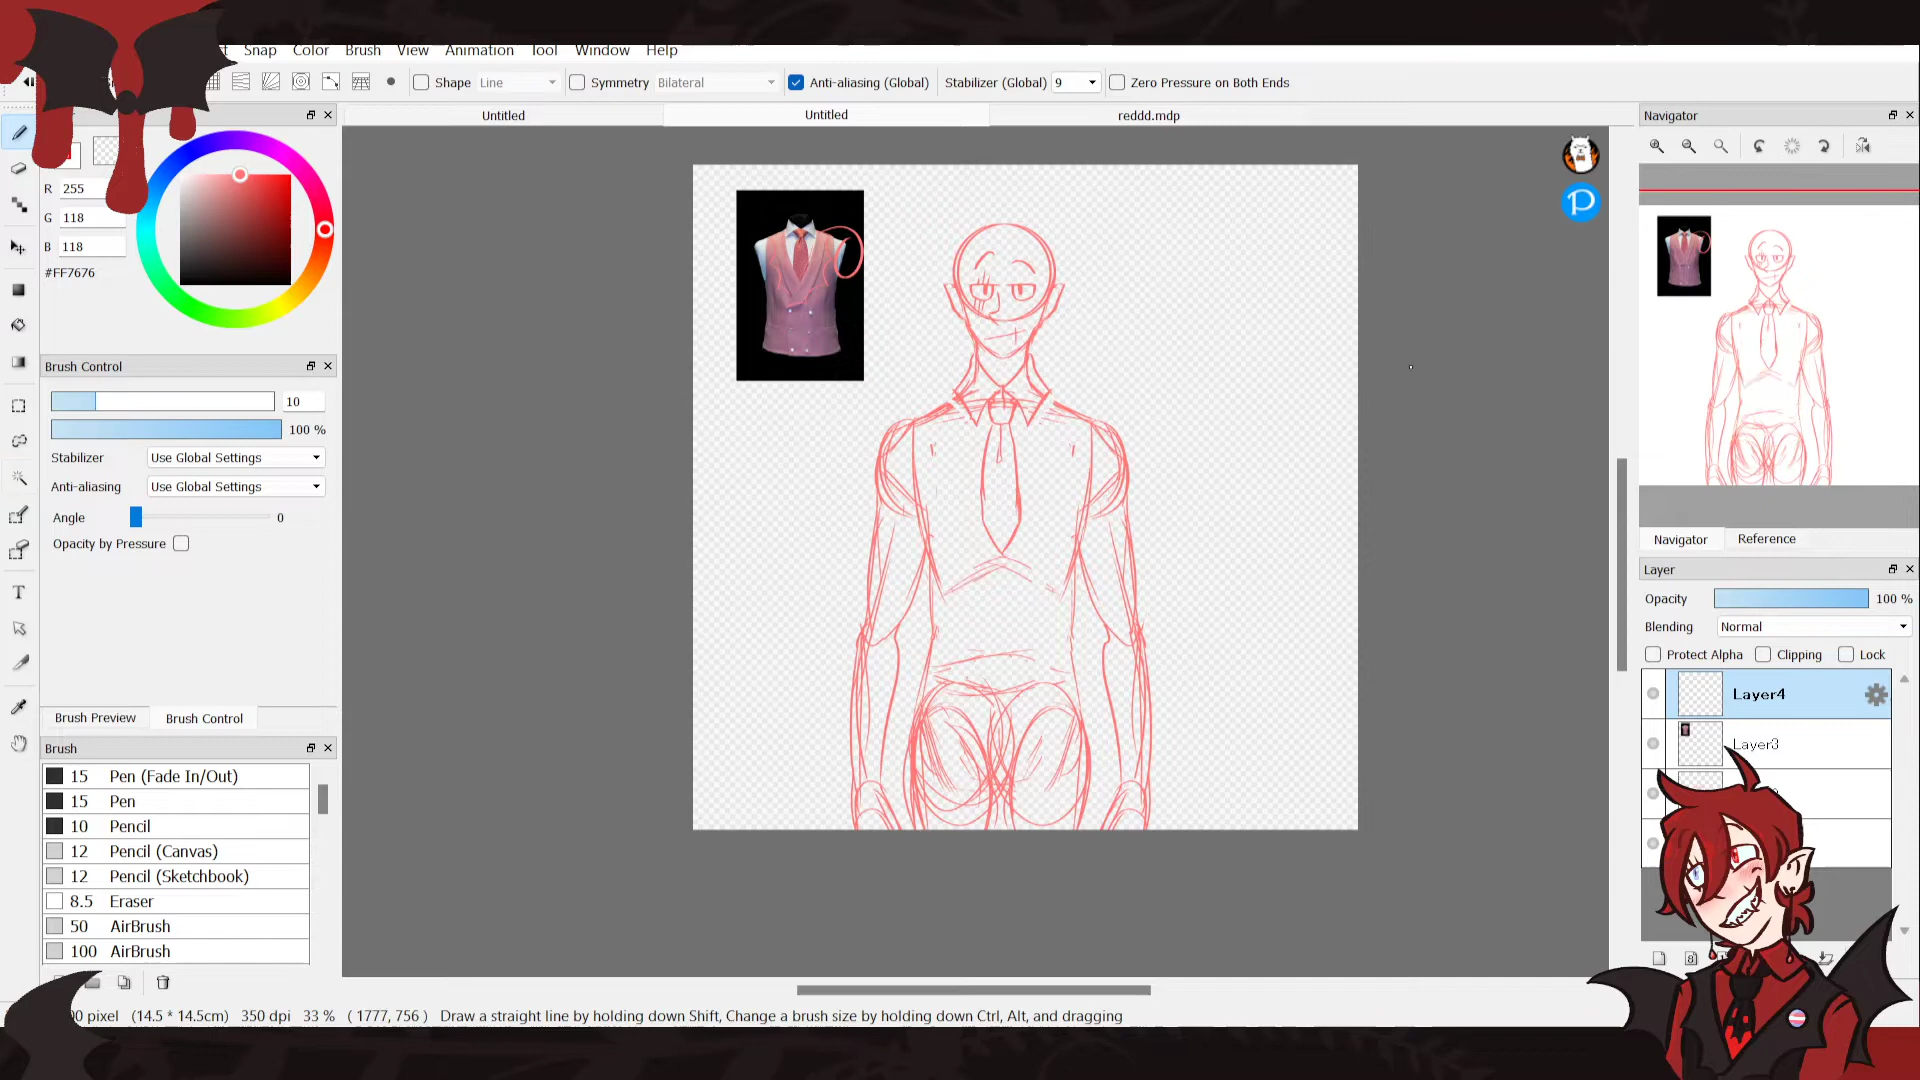 Snap Color Brush View Animation Tool Window Help
Shape Line Symmetry Bilateral Anti-aliasing (Global) Stabilizer (Global) 9 Zero Pressure on Both Ends
Untitled Untitled reddd.mdp
R 255
G 118
B 118
#FF7676
Brush Control
10
100 %
Stabilizer Use Global Settings
Anti-aliasing Use Global Settings
Angle 0
Opacity by Pressure
Brush Preview Brush Control
Brush
15 Pen (Fade In/Out)
15 Pen
10 Pencil
12 Pencil (Canvas)
12 Pencil (Sketchbook)
8.5 Eraser
50 AirBrush
100 AirBrush
pixel (14.5 * 14.5cm) 350 dpi 33 % ( 1777, 756 ) Draw a straight line by holding down Shift, Change a brush size by holding down Ctrl, Alt, and dragging
Navigator
Navigator Reference
Layer
Opacity 100 %
Blending Normal
Protect Alpha Clipping Lock
Layer4
Layer3